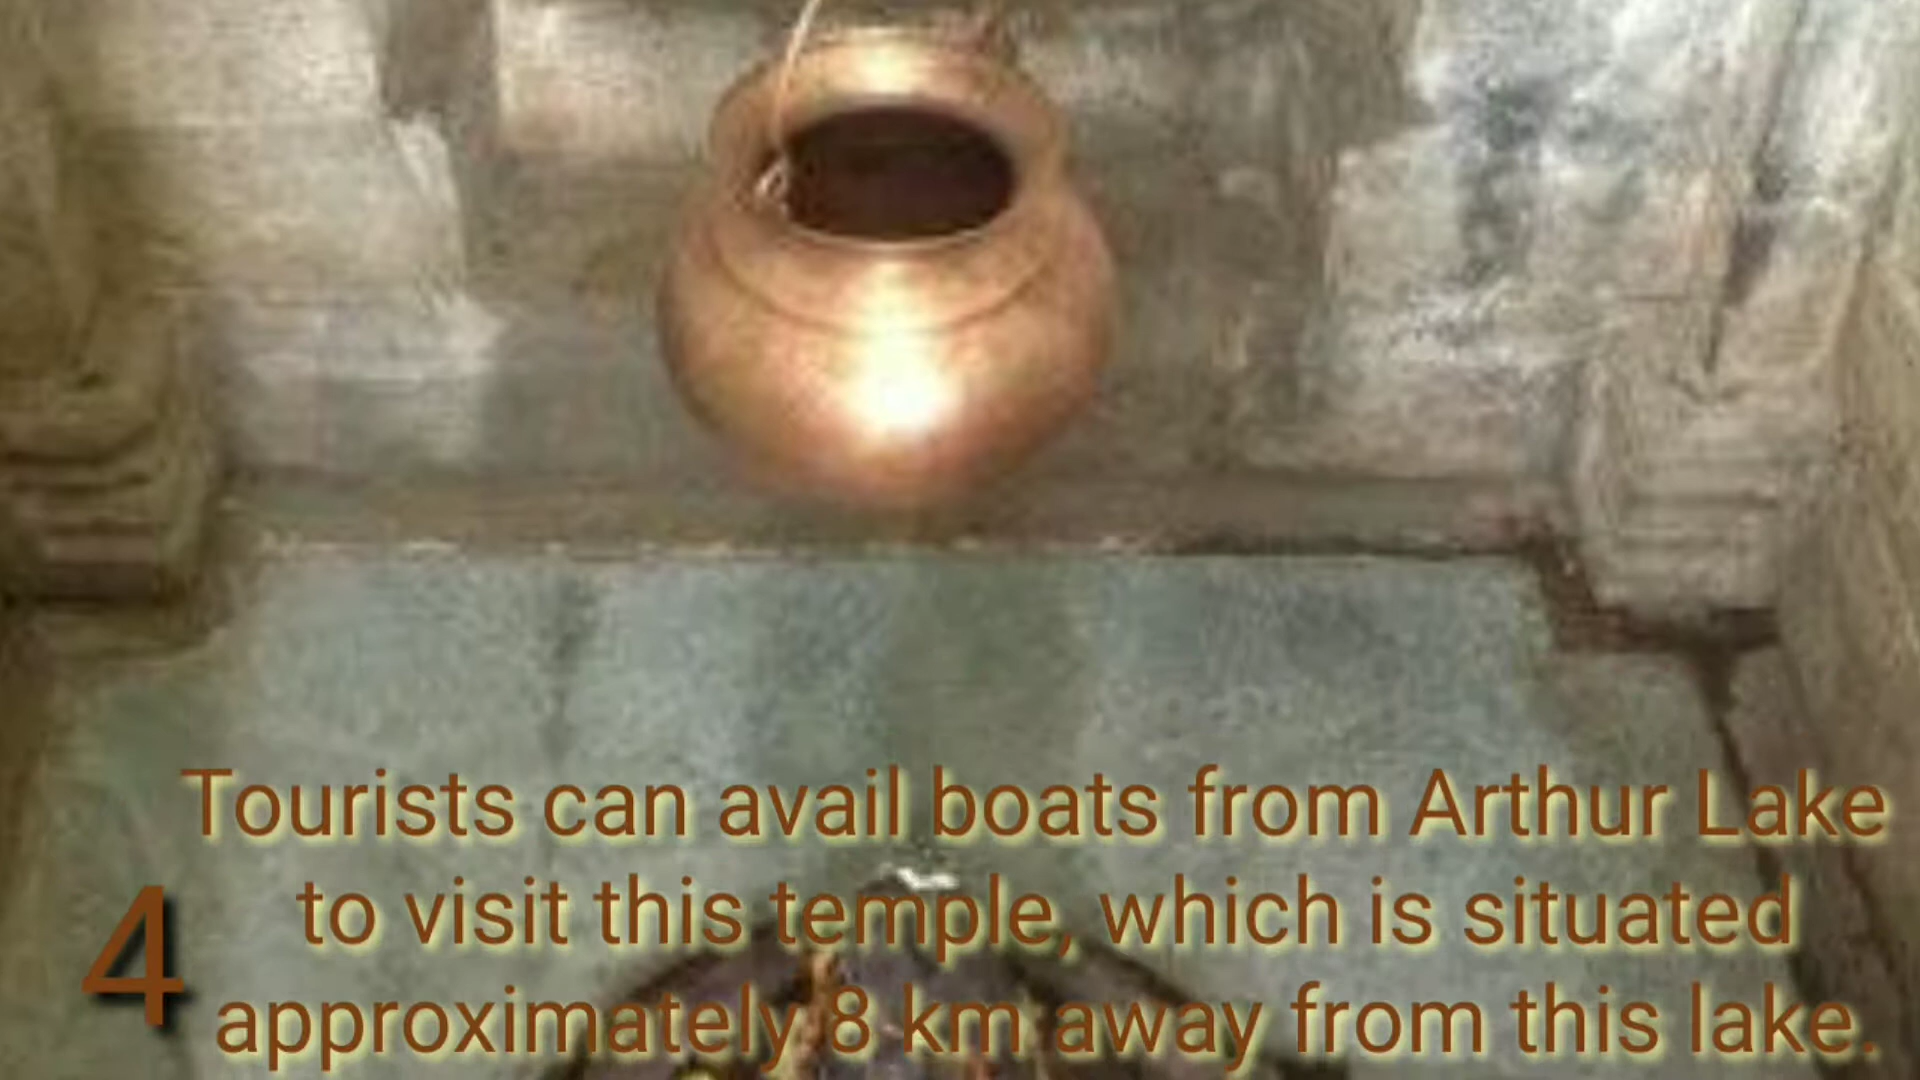 Tourists can avail boats from Arthur Lake
to visit this temple, which is situated
4
approximately 8 km away from this lake.